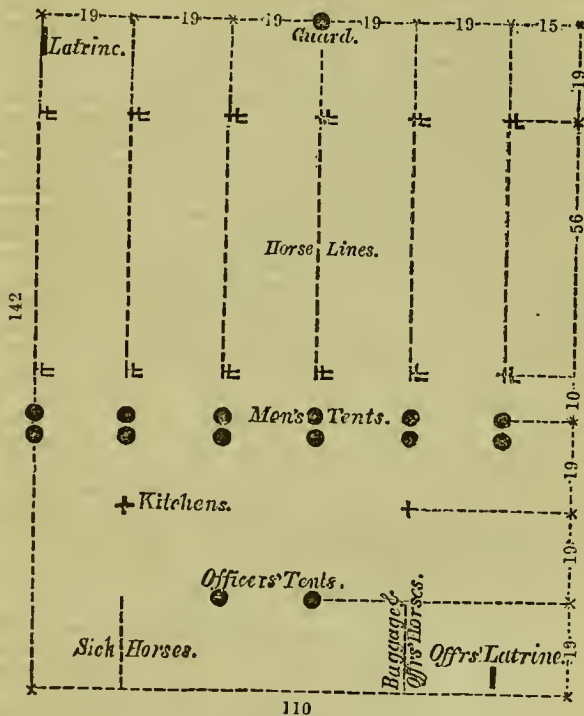 19 19 19 19 19 15
Guard.
Latrine.
19
56
Horse Lines.
142
10
Men's Tents.
19
Kitchens.
19
Officers' Tents.
Baggage &
Offrs' Horses.
Sick Horses.
Offrs' Latrine.
19
110